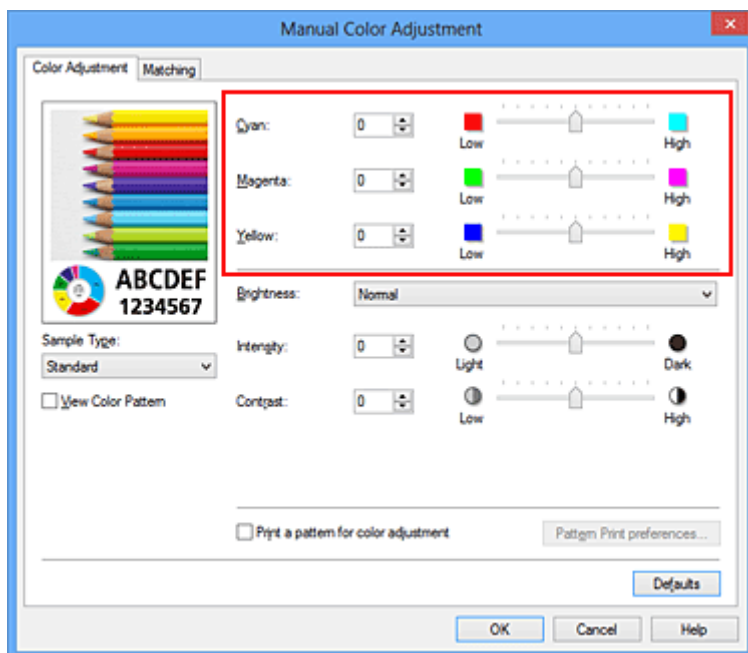 Manual Color Adjustment
Color Adjustment
Matching
Cyan: 0 Low High
Magenta: 0 Low High
Yellow: 0 Low High
ABCDEF
1234567
Sample Type:
Standard
View Color Pattern
Brightness: Normal
Intensity: 0 Light Dark
Contrast: 0 Low High
Print a pattern for color adjustment
Pattern Print preferences...
Defaults
OK Cancel Help